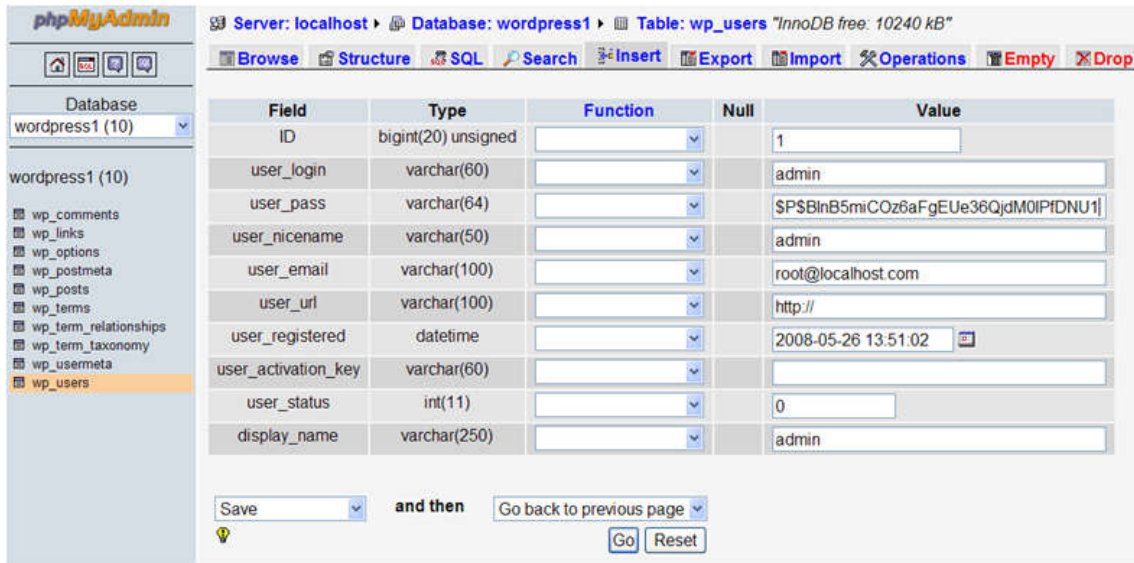 phpMyAdmin
Server: localhost ▸ Database: wordpress1 ▸ Table: wp_users "InnoDB free: 10240 kB"
Browse Structure SQL Search Insert Export Import Operations Empty Drop
Database
wordpress1 (10)
wordpress1 (10)
wp_comments
wp_links
wp_options
wp_postmeta
wp_posts
wp_terms
wp_term_relationships
wp_term_taxonomy
wp_usermeta
wp_users
Field Type Function Null Value
ID bigint(20) unsigned 1
user_login varchar(60) admin
user_pass varchar(64) $P$BlnB5miCOz6aFgEUe36QjdM0lPfDNU1
user_nicename varchar(50) admin
user_email varchar(100) root@localhost.com
user_url varchar(100) http://
user_registered datetime 2008-05-26 13:51:02
user_activation_key varchar(60)
user_status int(11) 0
display_name varchar(250) admin
Save and then Go back to previous page
Go Reset